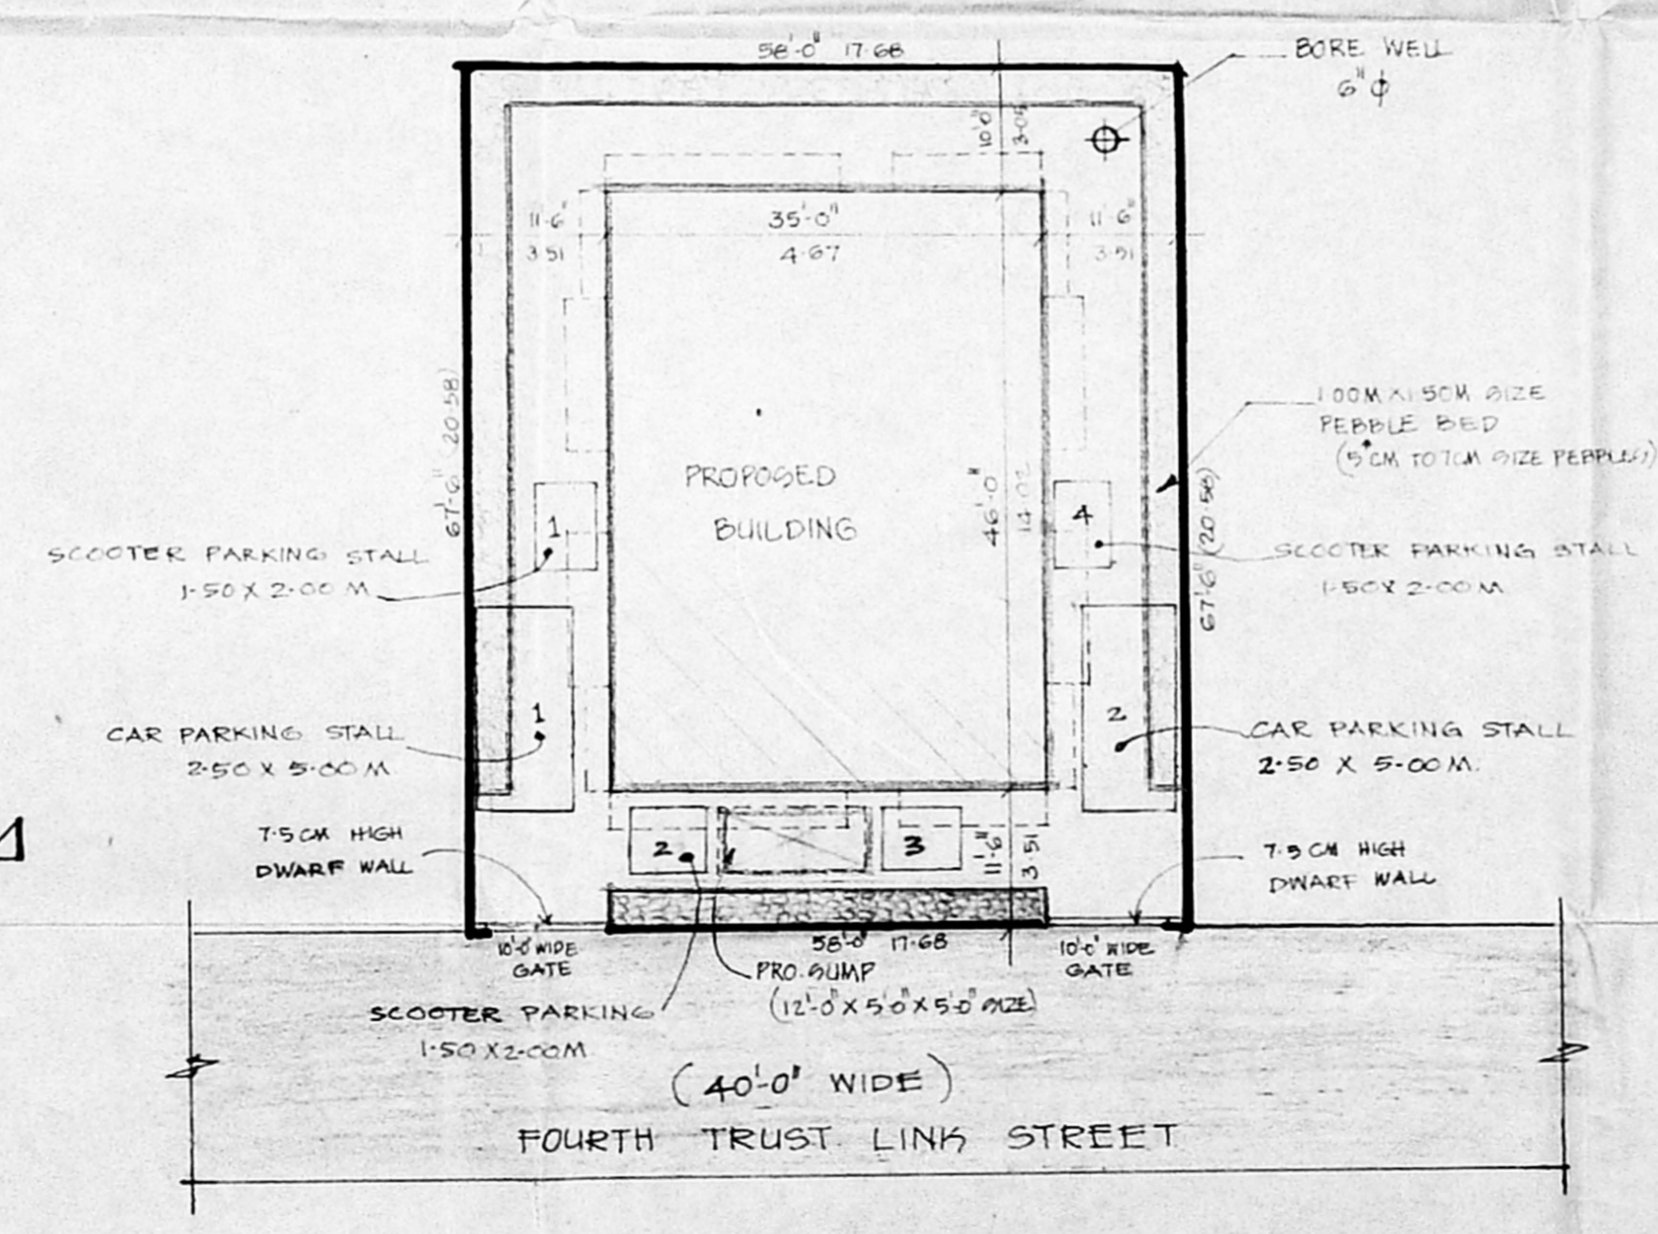 58'-0" 17.68
BORE WELL
6" ϕ
10'-0"
3.05
11'-6"
3.51
35'-0"
4.67
11'-6"
3.51
67'-6" (20.58)
1.00M X 1.50M SIZE
PEBBLE BED
(5 CM TO 7CM SIZE PEBBLES)
PROPOSED
BUILDING
46'-0"
14.02
67'-6" (20.58)
1
4
SCOOTER PARKING STALL
1.50 X 2.00 M
SCOOTER PARKING STALL
1.50 X 2.00 M
1
2
CAR PARKING STALL
2.50 X 5.00 M
CAR PARKING STALL
2.50 X 5.00 M.
7.5 CM HIGH
DWARF WALL
2
3
11'-6"
3.51
7.5 CM HIGH
DWARF WALL
10'-0" WIDE
GATE
58'-0" 17.68
10'-0" WIDE
GATE
PRO. SUMP
(12'-0" X 5'-0" X 5'-0" SIZE)
SCOOTER PARKING
1.50 X 2.00M
(40'-0" WIDE)
FOURTH TRUST LINK STREET